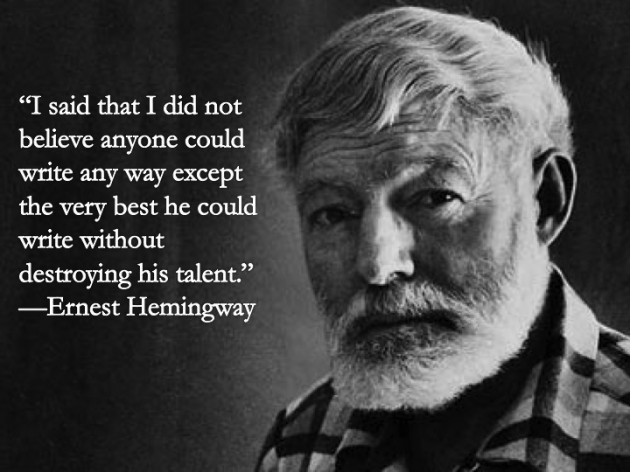 “I said that I did not
believe anyone could
write any way except
the very best he could
write without
destroying his talent.”
—Ernest Hemingway